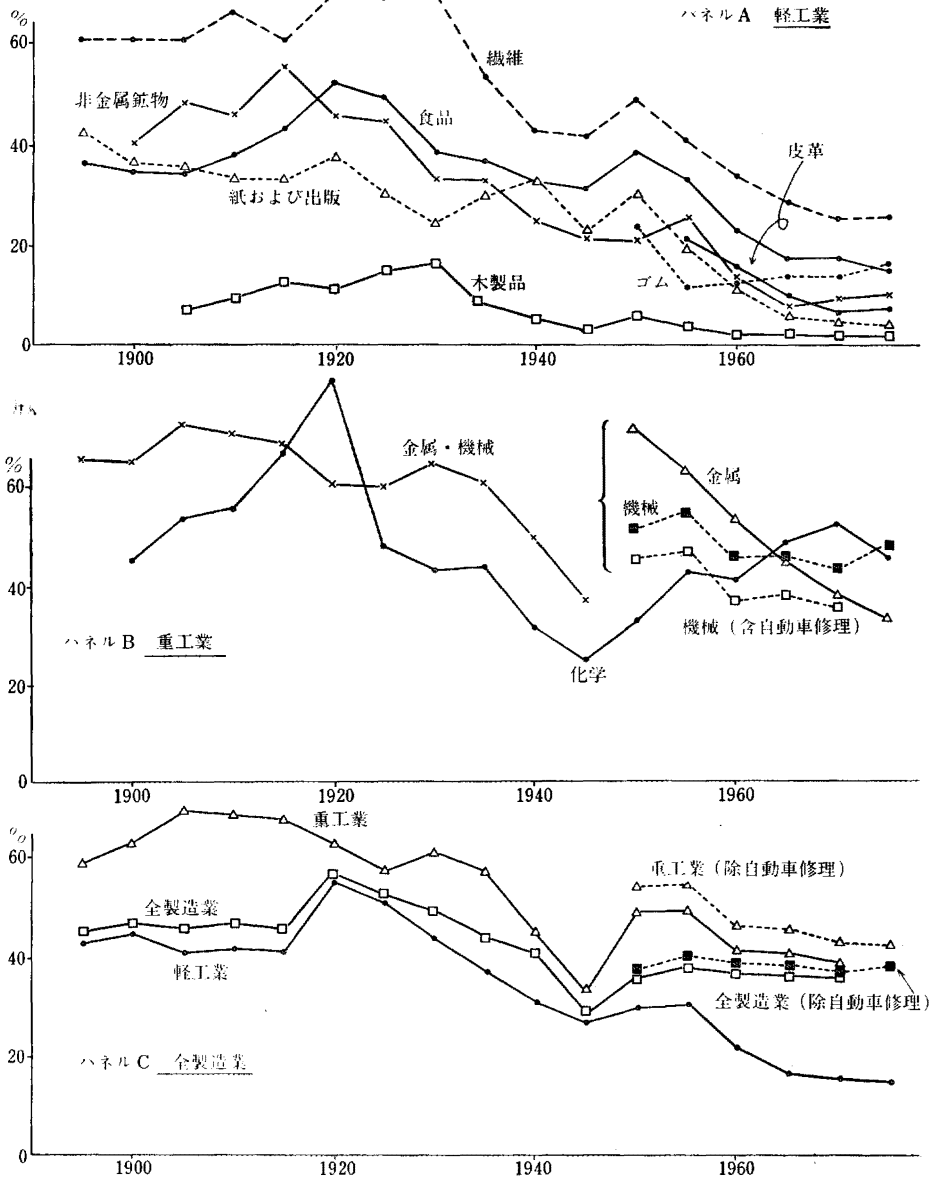 %
パネルA 軽工業
60
繊維
非金属鉱物
食品
40
皮革
紙および出版
20
ゴム
木製品
0
1900 1920 1940 1960
%
金属・機械
金属
60
機械
40
機械(含自動車修理)
パネルB 重工業
化学
20
0
1900 1920 1940 1960
%
重工業
60
重工業(除自動車修理)
全製造業
40
軽工業
全製造業(除自動車修理)
20
パネルC 全製造業
0
1900 1920 1940 1960